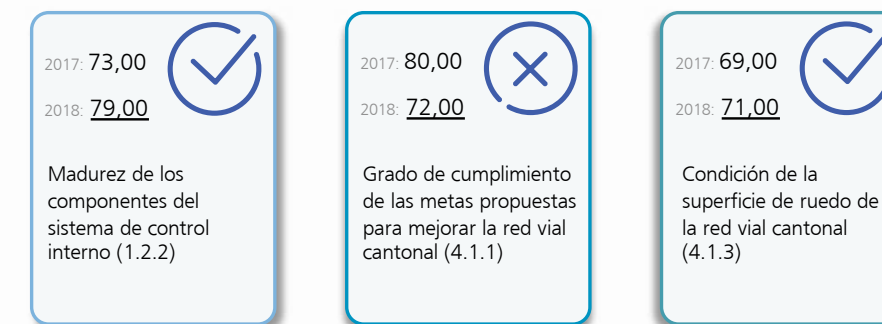 2017: 73,00
2018: 79,00
Madurez de los
componentes del
sistema de control
interno (1.2.2)
2017: 80,00
2018: 72,00
Grado de cumplimiento
de las metas propuestas
para mejorar la red vial
cantonal (4.1.1)
2017: 69,00
2018: 71,00
Condición de la
superficie de ruedo de
la red vial cantonal
(4.1.3)